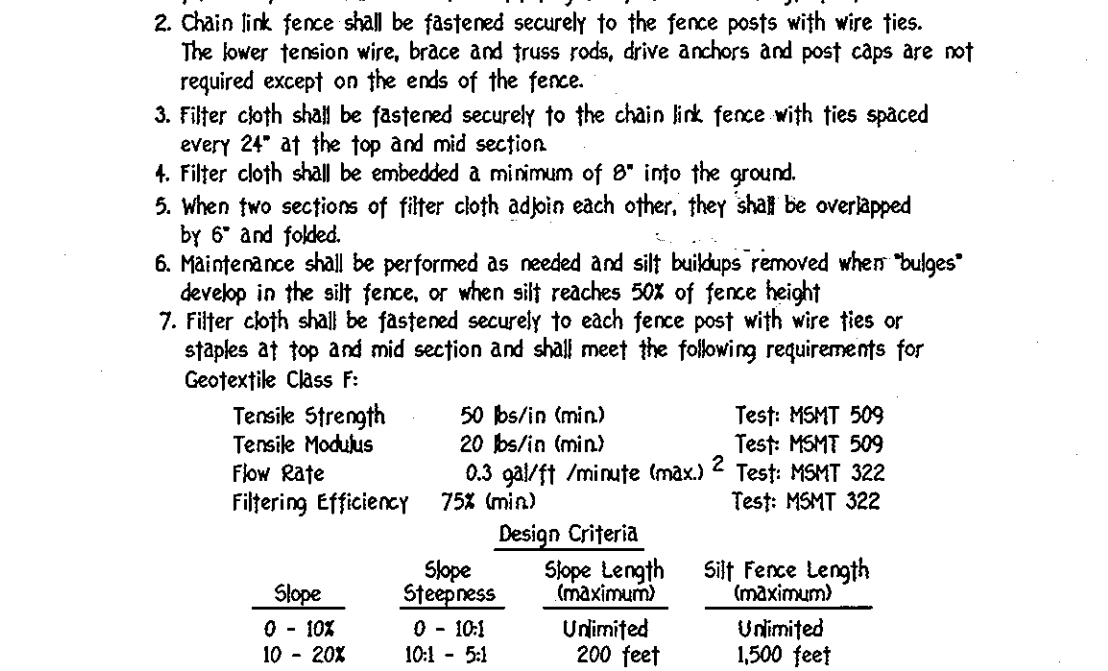 2. Chain link fence shall be fastened securely to the fence posts with wire ties.
The lower tension wire, brace and truss rods, drive anchors and post caps are not
required except on the ends of the fence.
3. Filter cloth shall be fastened securely to the chain link fence with ties spaced
every 24" at the top and mid section.
4. Filter cloth shall be embedded a minimum of 8" into the ground.
5. When two sections of filter cloth adjoin each other, they shall be overlapped
by 6" and folded.
6. Maintenance shall be performed as needed and silt buildups removed when "bulges"
develop in the silt fence, or when silt reaches 50% of fence height
7. Filter cloth shall be fastened securely to each fence post with wire ties or
staples at top and mid section and shall meet the following requirements for
Geotextile Class F:
Tensile Strength 50 lbs/in (min.) Test: MSMT 509
Tensile Modulus 20 lbs/in (min.) Test: MSMT 509
Flow Rate 0.3 gal/ft /minute (max.) 2 Test: MSMT 322
Filtering Efficiency 75% (min.) Test: MSMT 322
Design Criteria
Slope Slope Length Silt Fence Length
Slope Steepness (maximum) (maximum)
0 - 10% 0 - 10:1 Unlimited Unlimited
10 - 20% 10:1 - 5:1 200 feet 1,500 feet